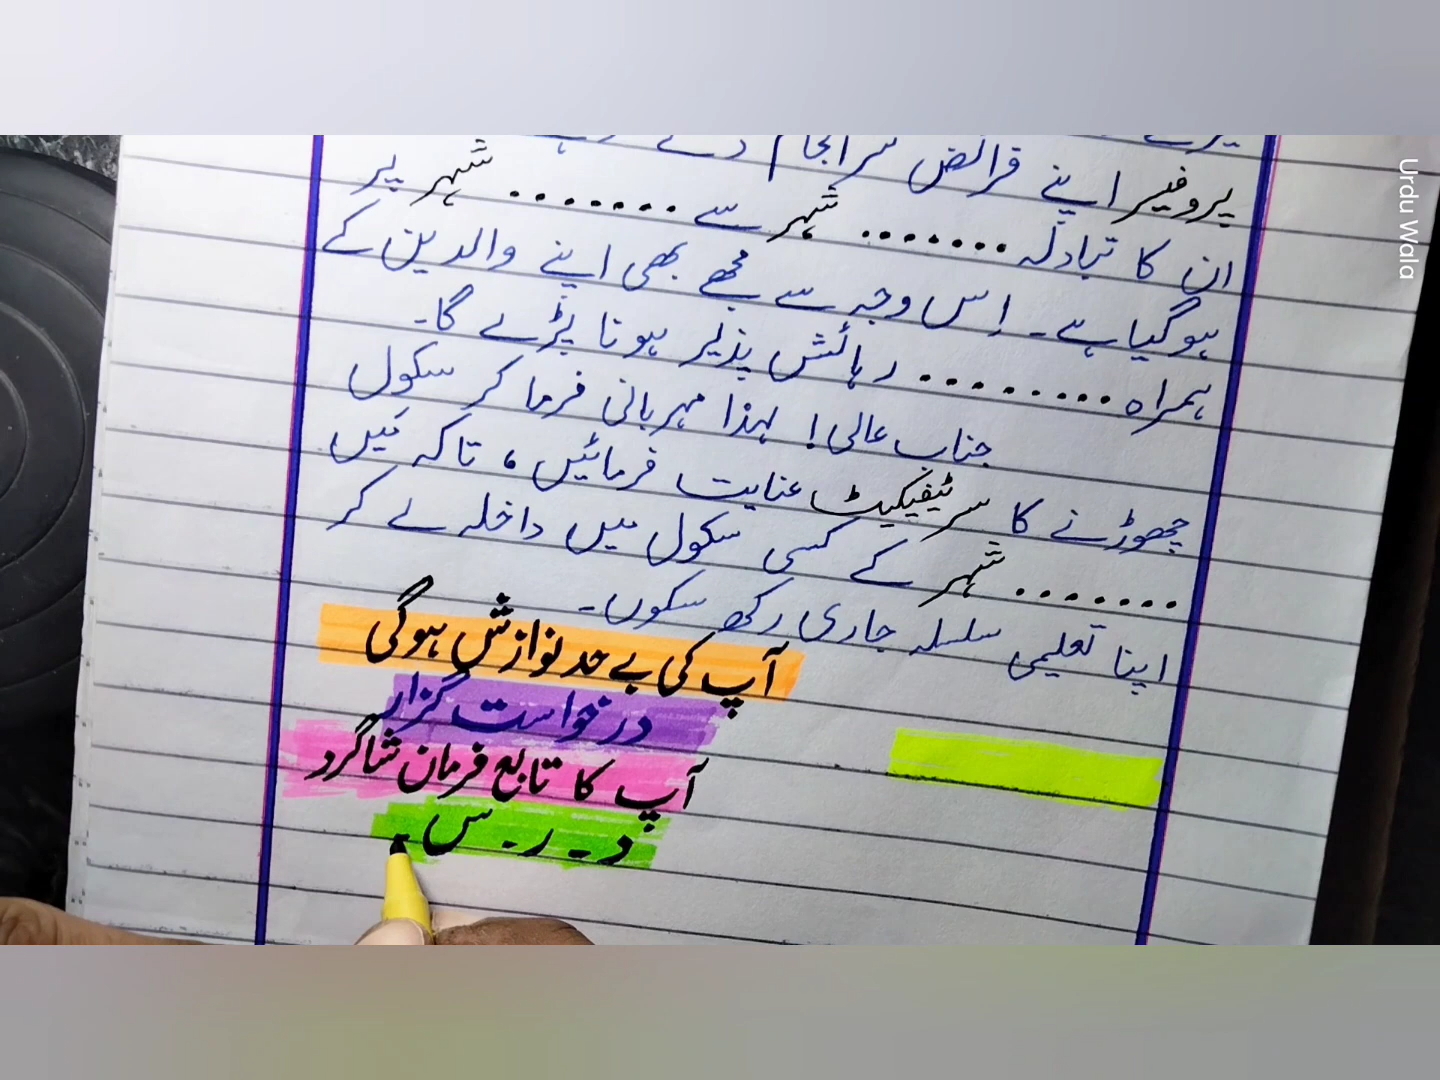 پروفیسر اپنے فرائض سرانجام دے رہے
ان کا تبادلہ ....... شہر سے ........ شہر پر
ہوگیا ہے۔ اِس وجہ سے مجھے بھی اپنے والدین کے
ہمراہ ......... رہائش پذیر ہونا پڑے گا۔
جناب عالی! لہذا مہربانی فرما کر سکول
چھوڑنے کا سرٹیفیکیٹ عنایت فرمائیں، تاکہ میں
....... شہر کے کسی سکول میں داخلہ لے کر
اپنا تعلیمی سلسلہ جاری رکھ سکوں۔
آپ کی بے حد نوازش ہوگی
درخواست گزار
آپ کا تابع فرمان شاگرد
د۔ ر۔ س۔
Urdu Wala